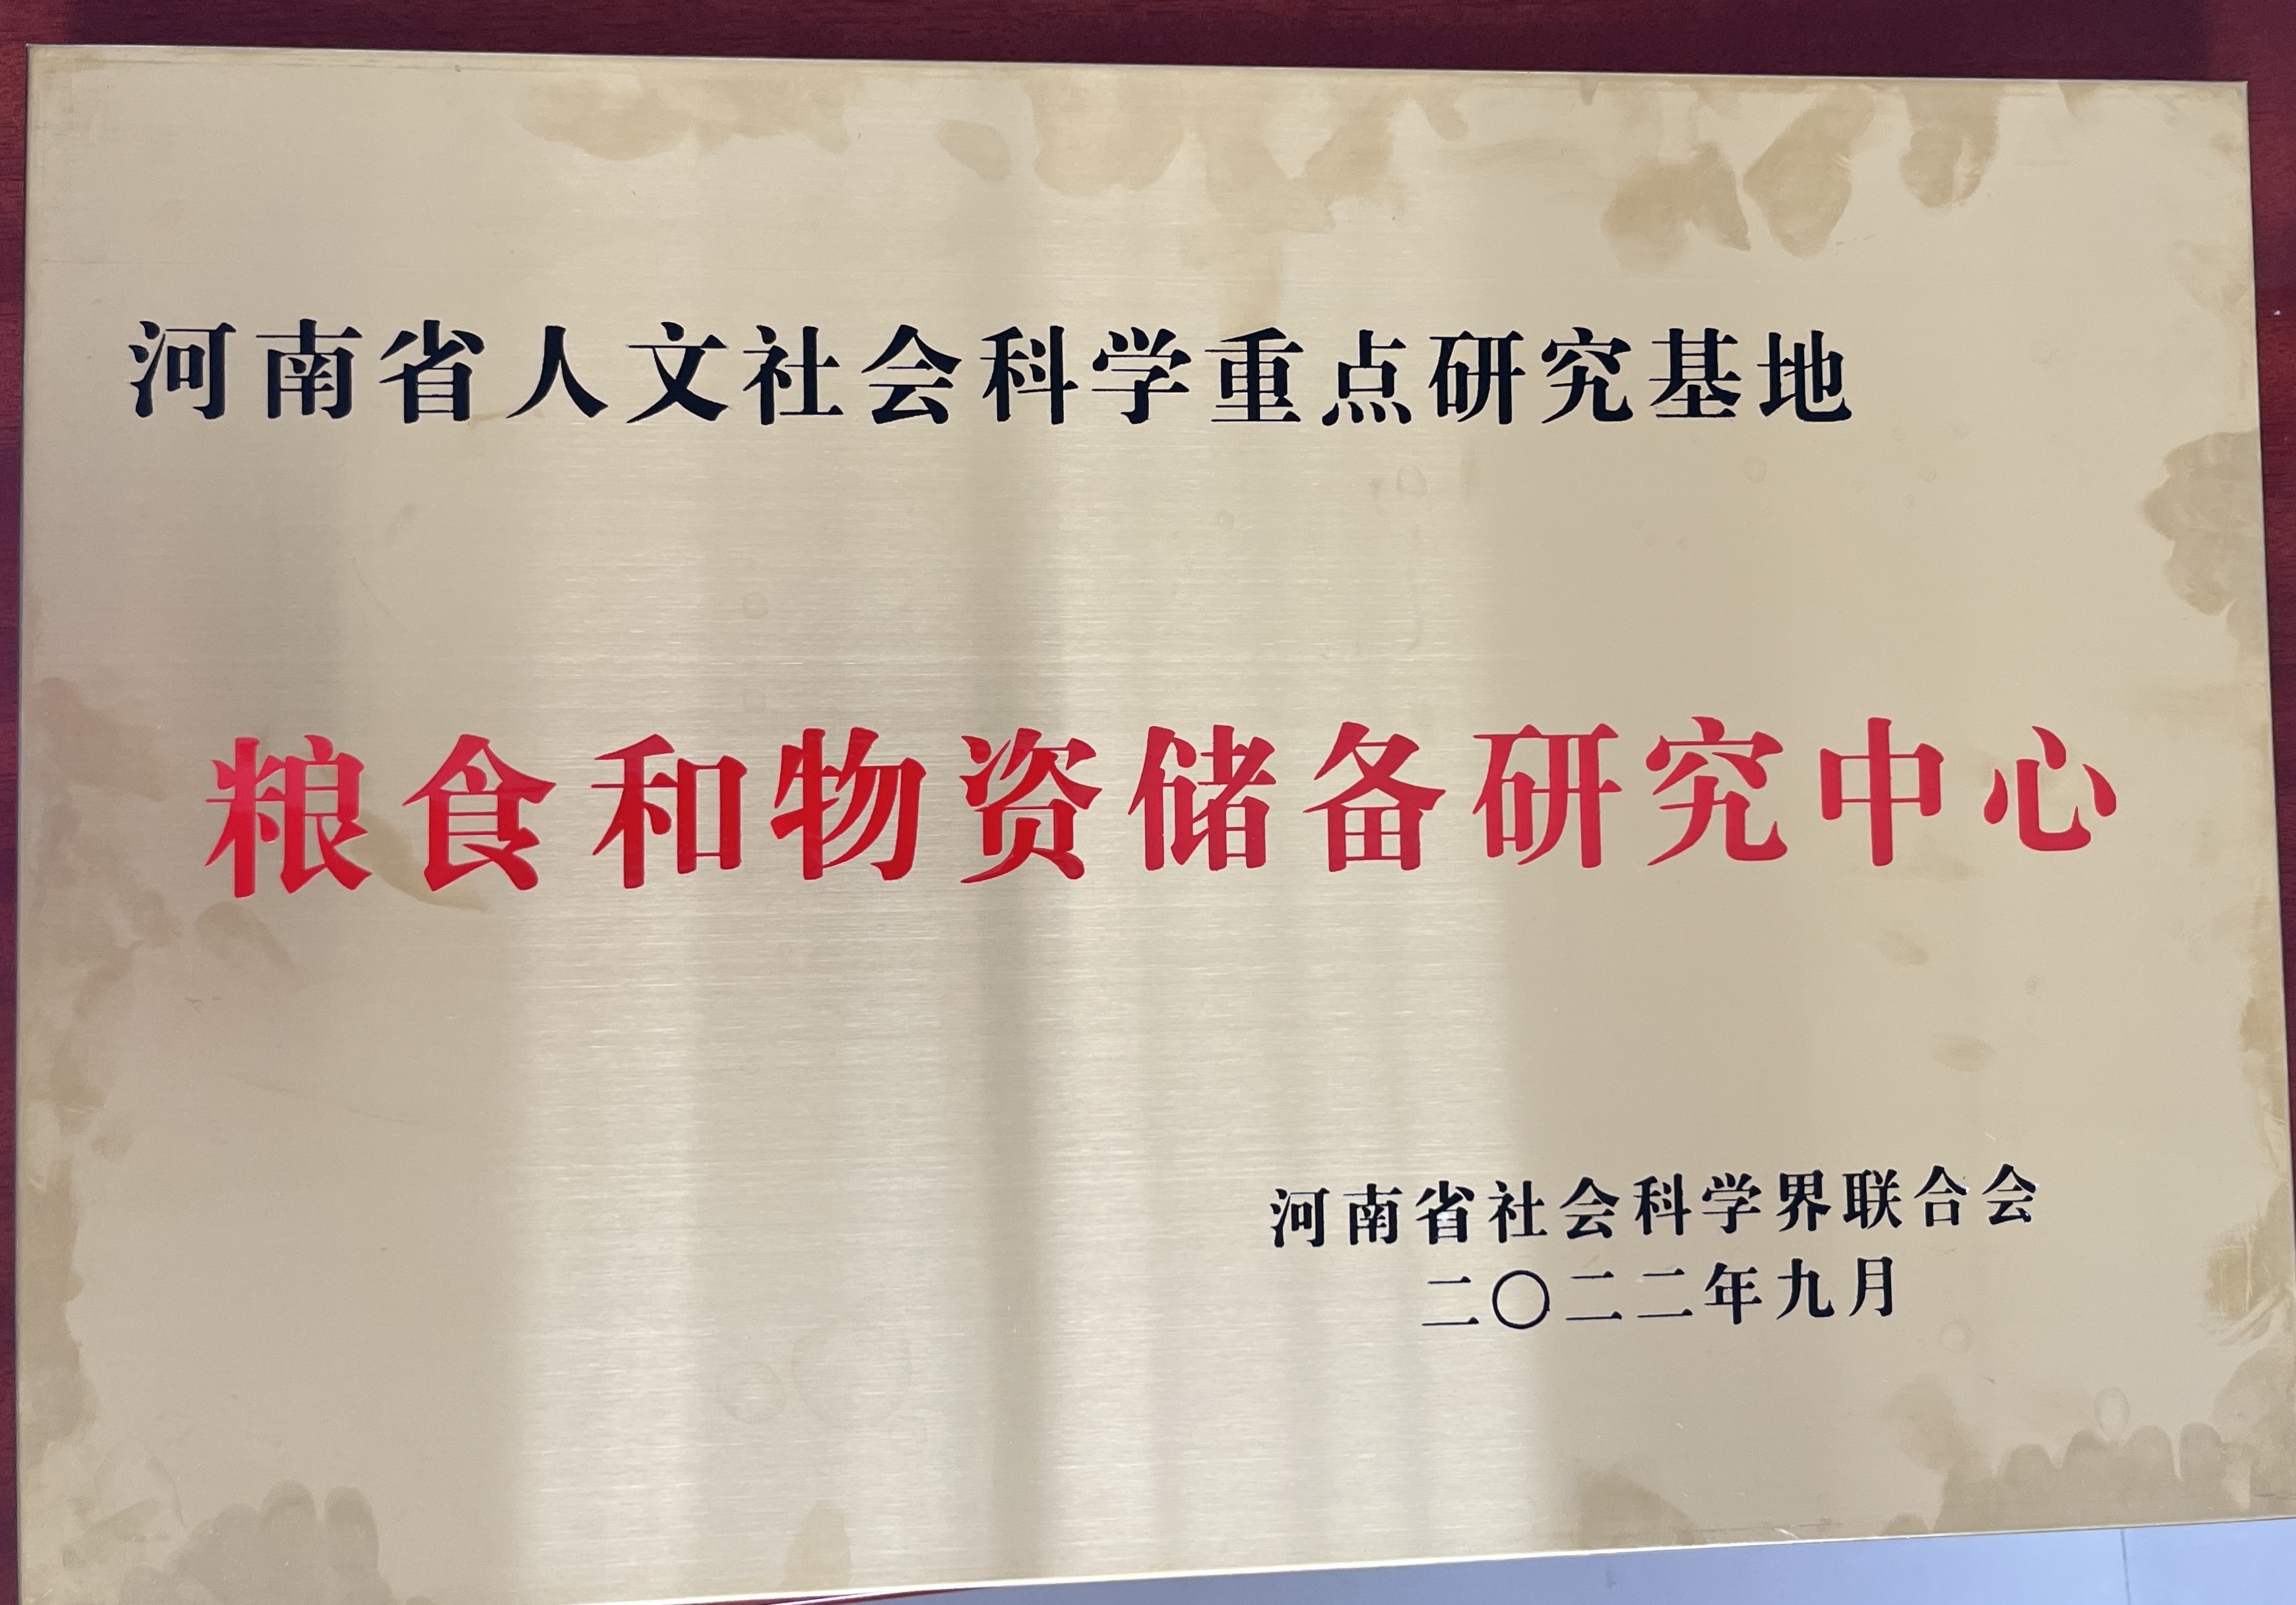 河南省人文社会科学重点研究基地
粮食和物资储备研究中心
河南省社会科学界联合会
二〇二二年九月